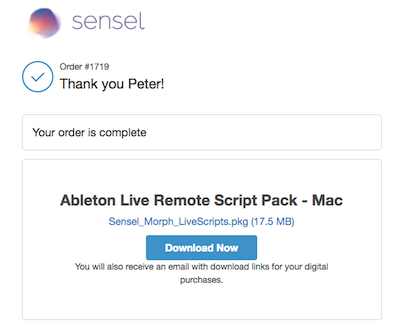 sensel
Order #1719
Thank you Peter!
Your order is complete
Ableton Live Remote Script Pack - Mac
Sensel_Morph_LiveScripts.pkg (17.5 MB)
Download Now
You will also receive an email with download links for your digital
purchases.